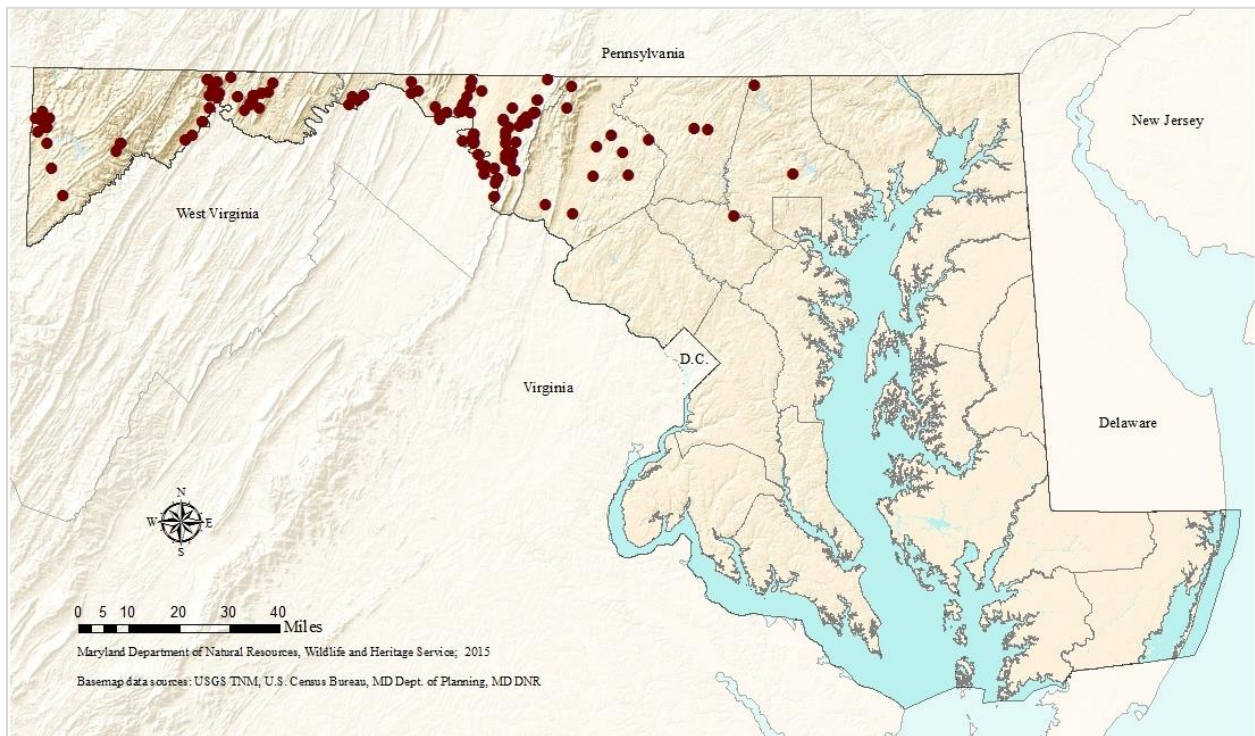 Pennsylvania
New Jersey
West Virginia
D.C.
Virginia
Delaware
N
W E
S
0 5 10 20 30 40
Miles
Maryland Department of Natural Resources, Wildlife and Heritage Service; 2015
Basemap data sources: USGS TNM, U.S. Census Bureau, MD Dept. of Planning, MD DNR